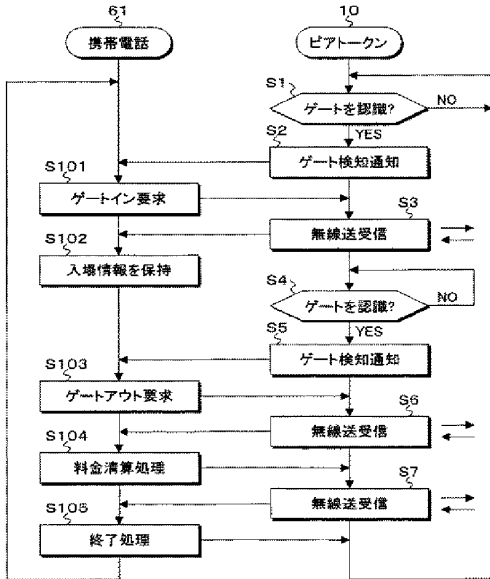 61
10
携帯電話
ピアトークン
S1
ゲートを認識?
NO
YES
S2
ゲート検知通知
S101
ゲートイン要求
S3
無線送受信
S102
入場情報を保持
S4
ゲートを認識?
NO
YES
S5
ゲート検知通知
S103
ゲートアウト要求
S6
無線送受信
S104
料金清算処理
S7
無線送受信
S105
終了処理